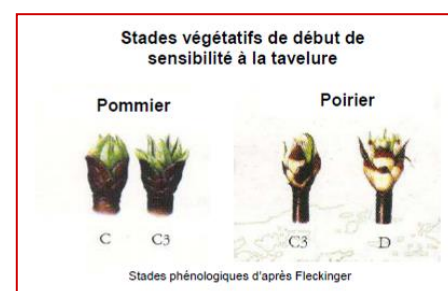 Stades végétatifs de début de
sensibilité à la tavelure
Pommier
Poirier
C C3
C3 D
Stades phénologiques d'après Fleckinger